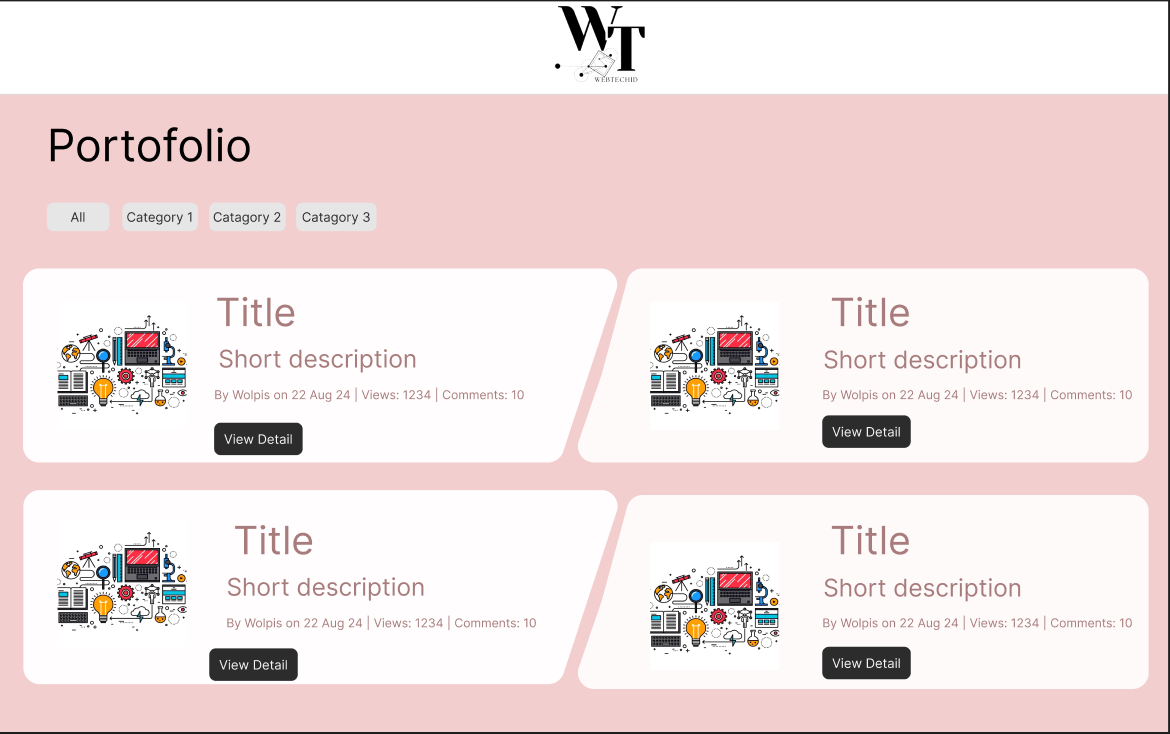 WT
WEBTECHID
Portofolio
All
Category 1
Catagory 2
Catagory 3
Title
Short description
By Wolpis on 22 Aug 24 | Views: 1234 | Comments: 10
View Detail
Title
Short description
By Wolpis on 22 Aug 24 | Views: 1234 | Comments: 10
View Detail
Title
Short description
By Wolpis on 22 Aug 24 | Views: 1234 | Comments: 10
View Detail
Title
Short description
By Wolpis on 22 Aug 24 | Views: 1234 | Comments: 10
View Detail